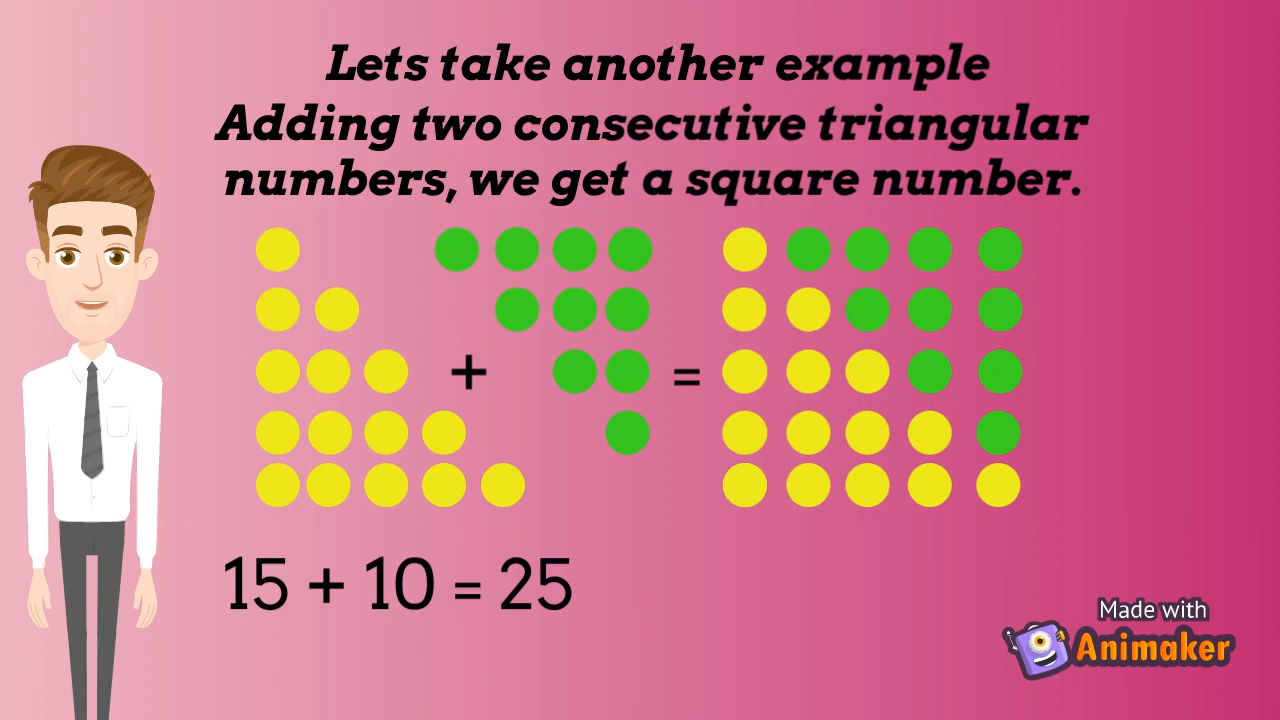 Lets take another example
Adding two consecutive triangular
numbers, we get a square number.
+ =
15 + 10 = 25
Made with
Animaker